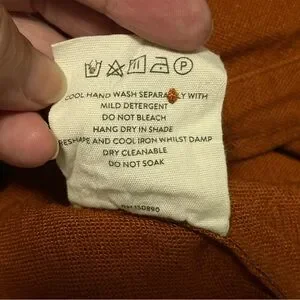 COOL HAND WASH SEPARATELY WITH
MILD DETERGENT
DO NOT BLEACH
HANG DRY IN SHADE
RESHAPE AND COOL IRON WHILST DAMP
DRY CLEANABLE
DO NOT SOAK